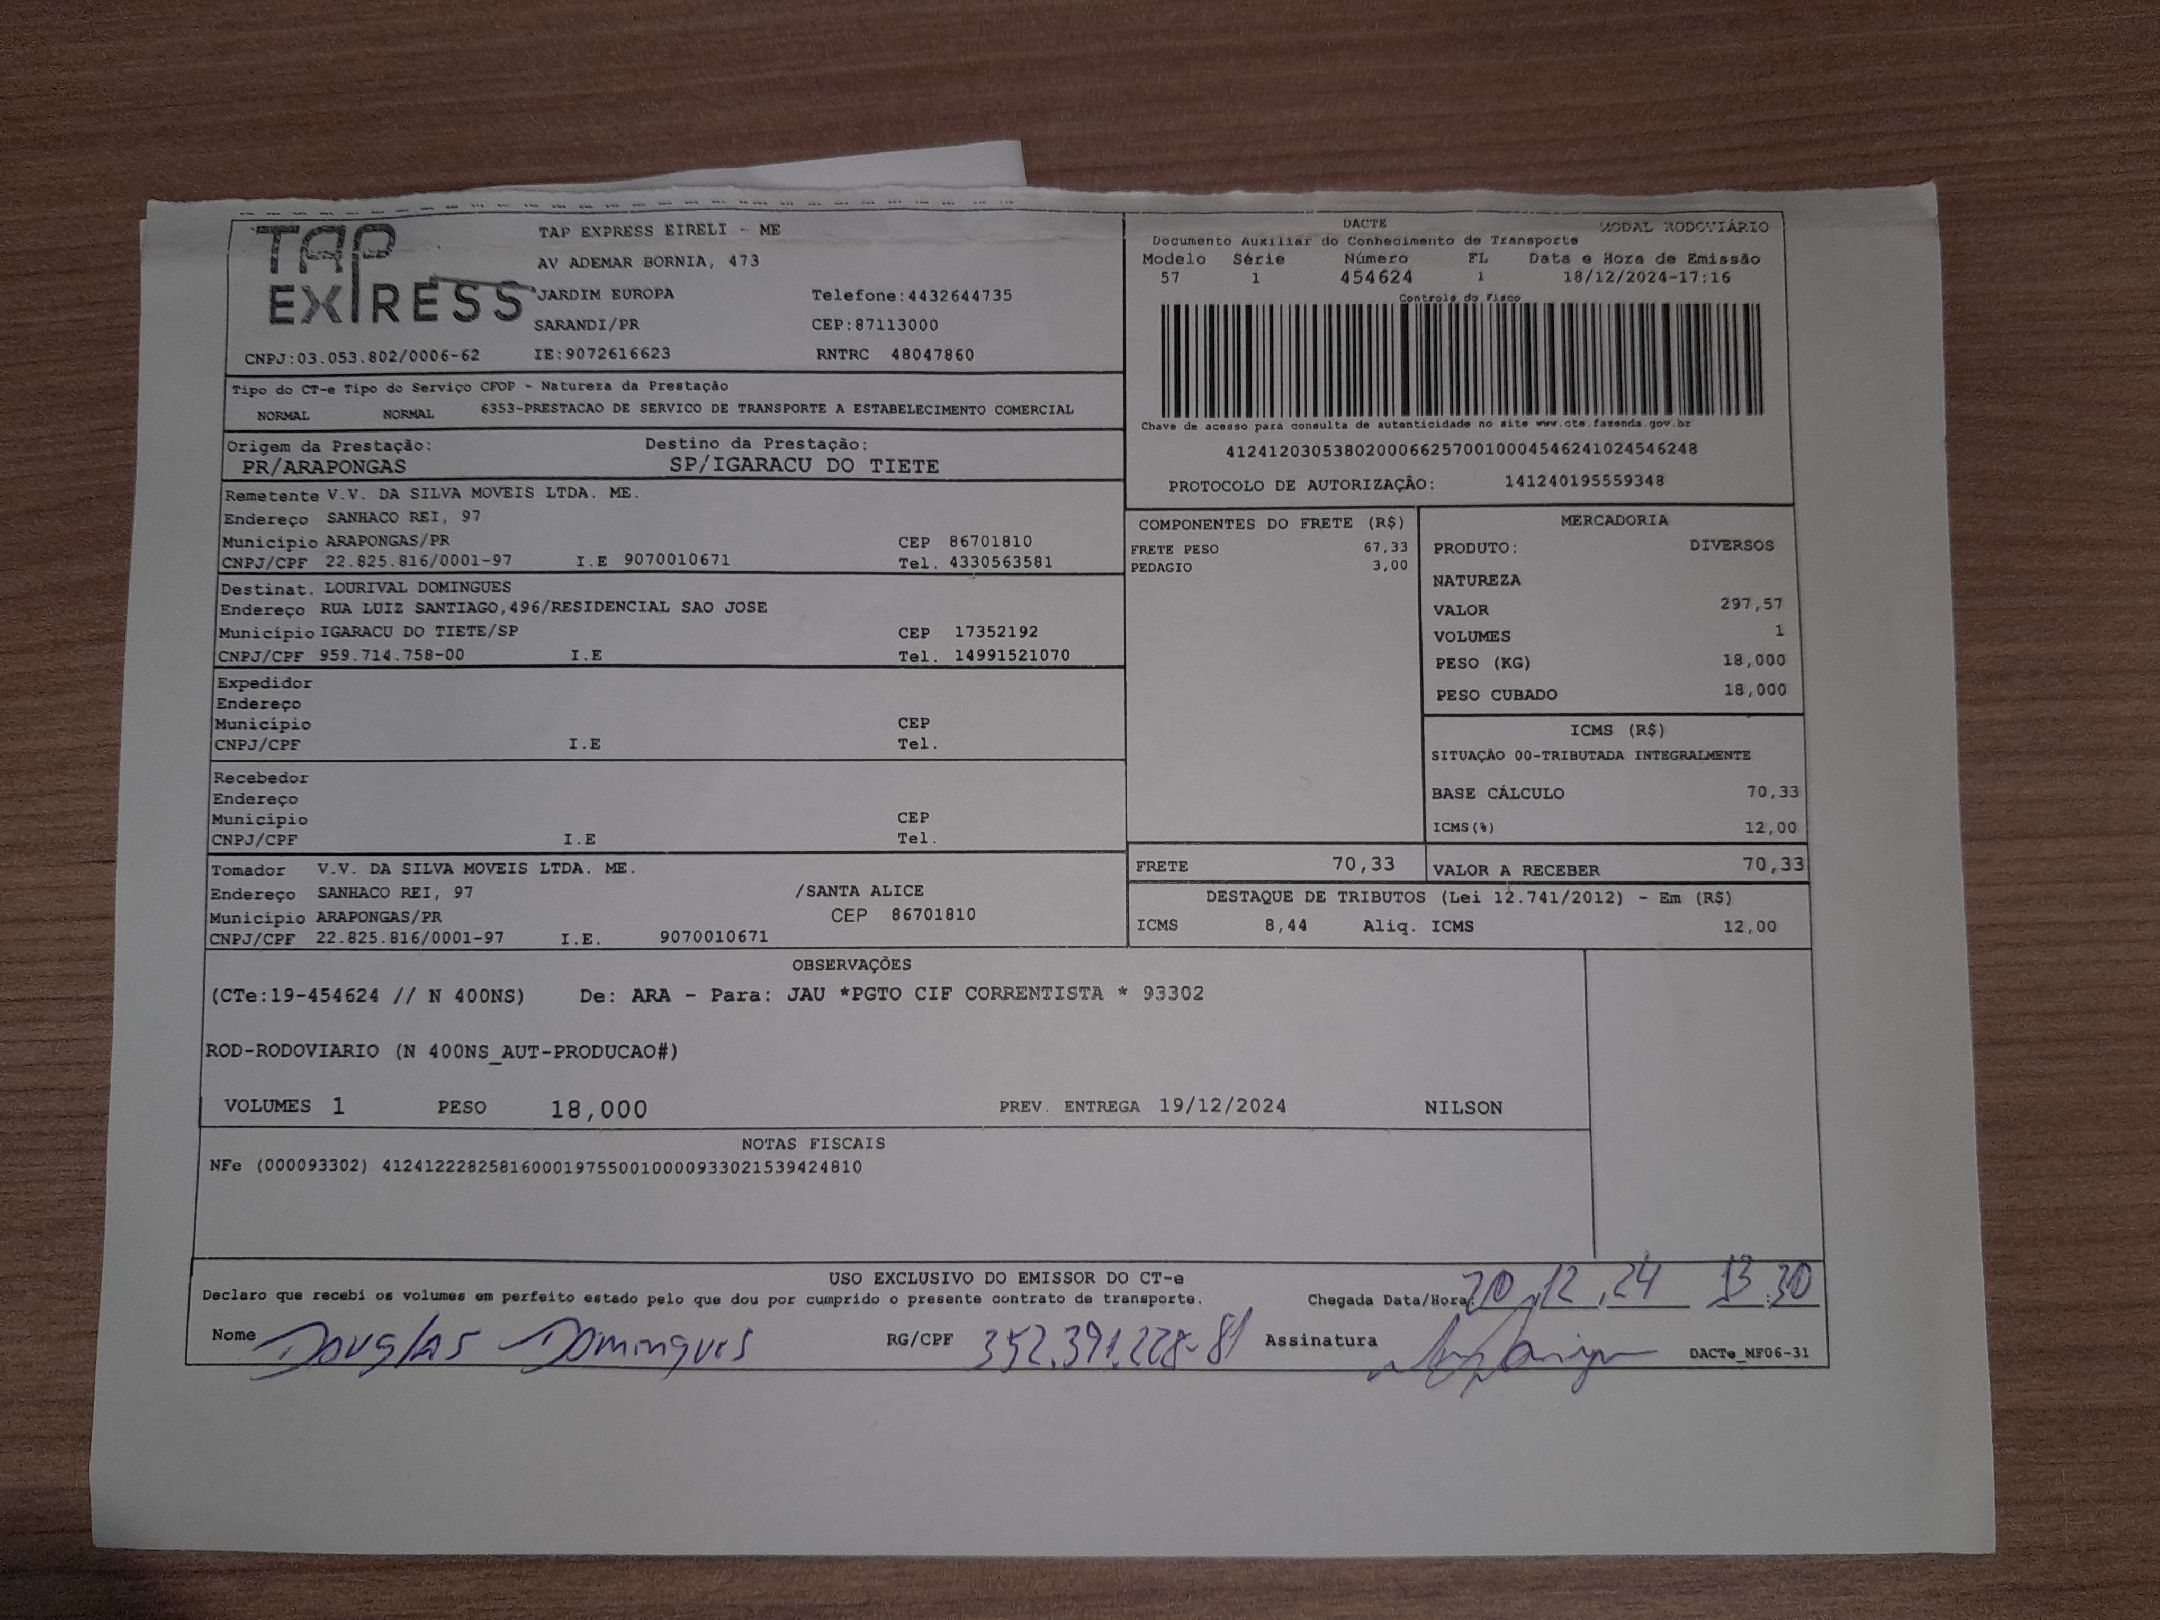 TAP EXPRESS
TAP EXPRESS EIRELI - ME
AV ADEMAR BORNIA, 473
JARDIM EUROPA Telefone:4432644735
SARANDI/PR CEP:87113000
CNPJ:03.053.802/0006-62 IE:9072616623 RNTRC 48047860
DACTE MODAL RODOVIÁRIO
Documento Auxiliar do Conhecimento de Transporte
Modelo Série Número FL Data e Hora de Emissão
57 1 454624 1 18/12/2024-17:16
Controle do Fisco
Chave de acesso para consulta de autenticidade no site www.cte.fazenda.gov.br
41241203053802000662570010004546241024546248
PROTOCOLO DE AUTORIZAÇÃO: 141240195559348
Tipo do CT-e Tipo do Serviço CFOP - Natureza da Prestação
NORMAL NORMAL 6353-PRESTACAO DE SERVICO DE TRANSPORTE A ESTABELECIMENTO COMERCIAL
Origem da Prestação: Destino da Prestação:
PR/ARAPONGAS SP/IGARACU DO TIETE
Remetente V.V. DA SILVA MOVEIS LTDA. ME.
Endereço SANHACO REI, 97
Município ARAPONGAS/PR CEP 86701810
CNPJ/CPF 22.825.816/0001-97 I.E 9070010671 Tel. 4330563581
Destinat. LOURIVAL DOMINGUES
Endereço RUA LUIZ SANTIAGO,496/RESIDENCIAL SAO JOSE
Município IGARACU DO TIETE/SP CEP 17352192
CNPJ/CPF 959.714.758-00 I.E Tel. 14991521070
Expedidor
Endereço
Município CEP
CNPJ/CPF I.E Tel.
Recebedor
Endereço
Município CEP
CNPJ/CPF I.E Tel.
Tomador V.V. DA SILVA MOVEIS LTDA. ME.
Endereço SANHACO REI, 97 /SANTA ALICE
Município ARAPONGAS/PR CEP 86701810
CNPJ/CPF 22.825.816/0001-97 I.E. 9070010671
COMPONENTES DO FRETE (R$)
FRETE PESO 67,33
PEDAGIO 3,00
MERCADORIA
PRODUTO: DIVERSOS
NATUREZA
VALOR 297,57
VOLUMES 1
PESO (KG) 18,000
PESO CUBADO 18,000
ICMS (R$)
SITUAÇÃO 00-TRIBUTADA INTEGRALMENTE
BASE CÁLCULO 70,33
ICMS(%) 12,00
FRETE 70,33 VALOR A RECEBER 70,33
DESTAQUE DE TRIBUTOS (Lei 12.741/2012) - Em (R$)
ICMS 8,44 Aliq. ICMS 12,00
OBSERVAÇÕES
(CTe:19-454624 // N 400NS) De: ARA - Para: JAU *PGTO CIF CORRENTISTA * 93302
ROD-RODOVIARIO (N 400NS_AUT-PRODUCAO#)
VOLUMES 1 PESO 18,000 PREV. ENTREGA 19/12/2024 NILSON
NOTAS FISCAIS
NFe (000093302) 41241222825816000197550010000933021539424810
USO EXCLUSIVO DO EMISSOR DO CT-e
Declaro que recebi os volumes em perfeito estado pelo que dou por cumprido o presente contrato de transporte. Chegada Data/Hora: 20.12.24 13:30
Nome Douglas Domingues RG/CPF 352.391.228-81 Assinatura
DACTe_MF06-31